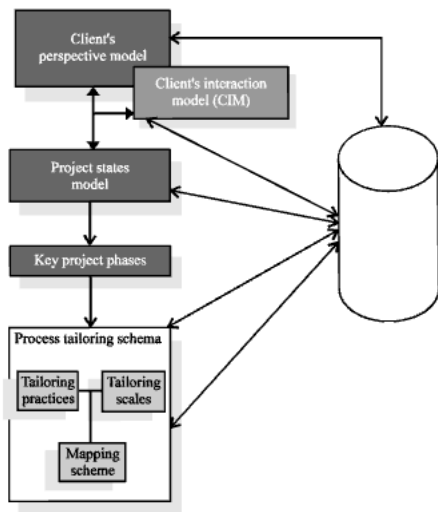 Client's
perspective model
Client's interaction
model (CIM)
Project states
model
Key project phases
Process tailoring schema
Tailoring
practices
Tailoring
scales
Mapping
scheme